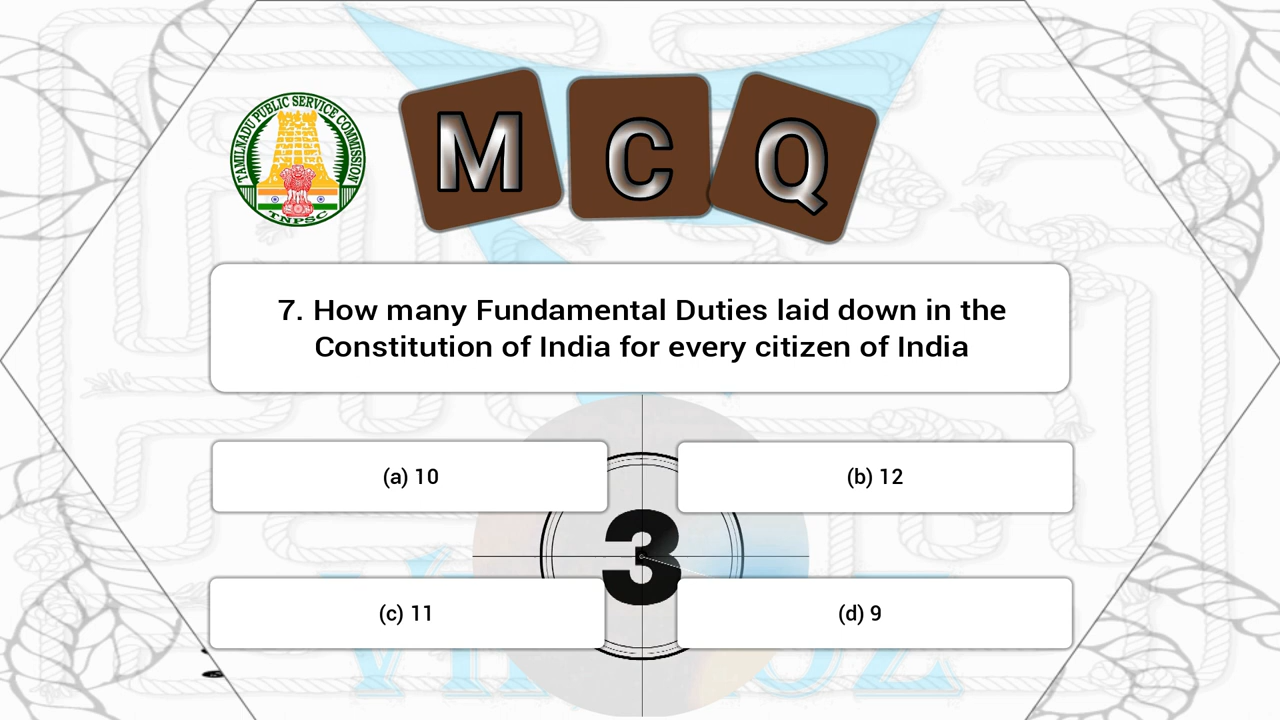 TAMILNADU PUBLIC SERVICE COMMISSION
TNPSC
MCQ
7. How many Fundamental Duties laid down in the
Constitution of India for every citizen of India
(a) 10
(b) 12
3
(c) 11
(d) 9